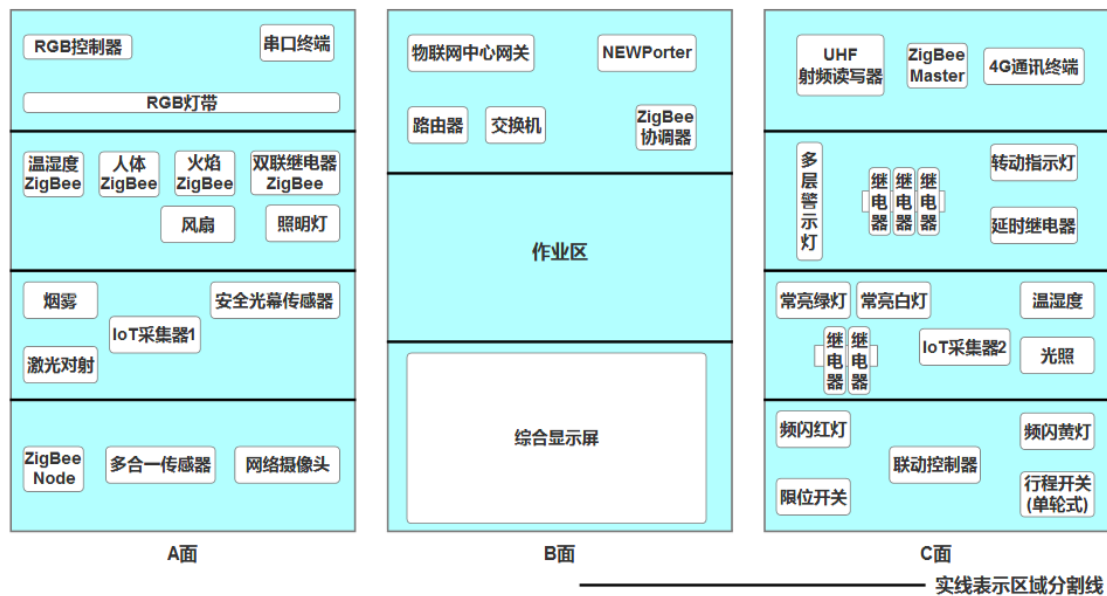 RGB控制器
串口终端
RGB灯带
温湿度
ZigBee
人体
ZigBee
火焰
ZigBee
双联继电器
ZigBee
风扇
照明灯
烟雾
安全光幕传感器
IoT采集器1
激光对射
ZigBee
Node
多合一传感器
网络摄像头
A面
物联网中心网关
NEWPorter
路由器
交换机
ZigBee
协调器
作业区
综合显示屏
B面
UHF
射频读写器
ZigBee
Master
4G通讯终端
多层警示灯
继电器
继电器
继电器
转动指示灯
延时继电器
常亮绿灯
常亮白灯
温湿度
继电器
继电器
IoT采集器2
光照
频闪红灯
频闪黄灯
联动控制器
限位开关
行程开关
(单轮式)
C面
实线表示区域分割线